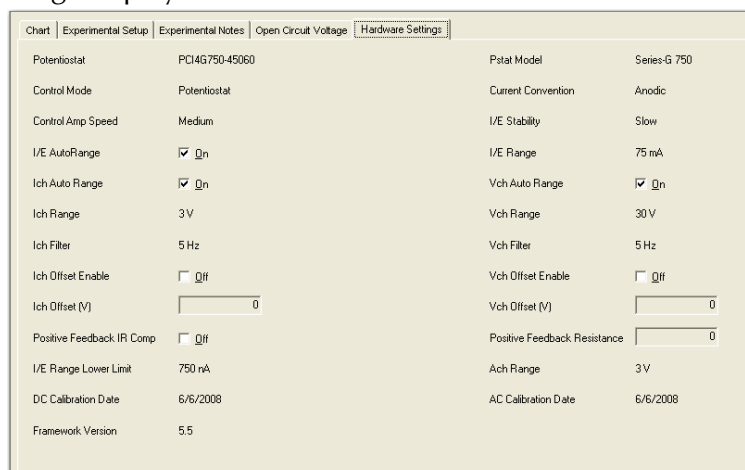 Chart Experimental Setup Experimental Notes Open Circuit Voltage Hardware Settings
Potentiostat PCI4G750-45060 Pstat Model Series-G 750
Control Mode Potentiostat Current Convention Anodic
Control Amp Speed Medium I/E Stability Slow
I/E AutoRange On I/E Range 75 mA
Ich Auto Range On Vch Auto Range On
Ich Range 3 V Vch Range 30 V
Ich Filter 5 Hz Vch Filter 5 Hz
Ich Offset Enable Off Vch Offset Enable Off
Ich Offset (V) 0 Vch Offset (V) 0
Positive Feedback IR Comp Off Positive Feedback Resistance 0
I/E Range Lower Limit 750 nA Ach Range 3 V
DC Calibration Date 6/6/2008 AC Calibration Date 6/6/2008
Framework Version 5.5